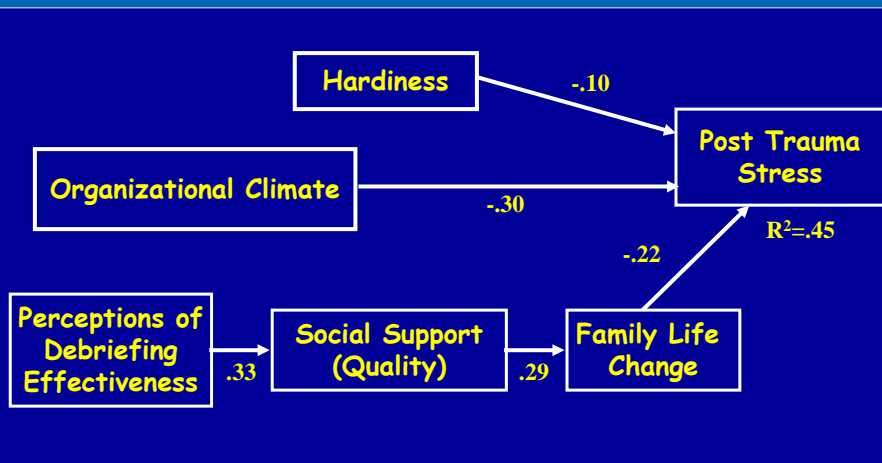 Hardiness
-.10
Post Trauma
Stress
Organizational Climate
-.30
R²=.45
-.22
Perceptions of
Debriefing
Effectiveness
.33
Social Support
(Quality)
.29
Family Life
Change